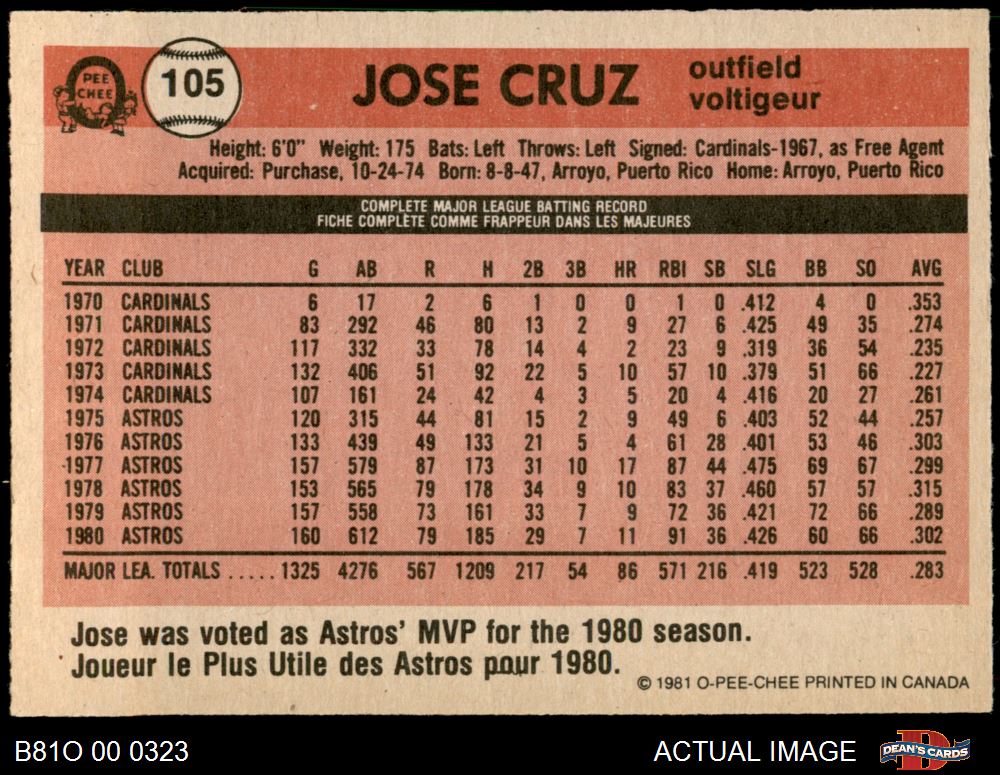 PEE
CHEE
105
JOSE CRUZ
outfield
voltigeur
Height: 6'0" Weight: 175 Bats: Left Throws: Left Signed: Cardinals-1967, as Free Agent
Acquired: Purchase, 10-24-74 Born: 8-8-47, Arroyo, Puerto Rico Home: Arroyo, Puerto Rico
COMPLETE MAJOR LEAGUE BATTING RECORD
FICHE COMPLÈTE COMME FRAPPEUR DANS LES MAJEURES
YEAR CLUB G AB R H 2B 3B HR RBI SB SLG BB SO AVG
1970 CARDINALS 6 17 2 6 1 0 0 1 0 .412 4 0 .353
1971 CARDINALS 83 292 46 80 13 2 9 27 6 .425 49 35 .274
1972 CARDINALS 117 332 33 78 14 4 2 23 9 .319 36 54 .235
1973 CARDINALS 132 406 51 92 22 5 10 57 10 .379 51 66 .227
1974 CARDINALS 107 161 24 42 4 3 5 20 4 .416 20 27 .261
1975 ASTROS 120 315 44 81 15 2 9 49 6 .403 52 44 .257
1976 ASTROS 133 439 49 133 21 5 4 61 28 .401 53 46 .303
1977 ASTROS 157 579 87 173 31 10 17 87 44 .475 69 67 .299
1978 ASTROS 153 565 79 178 34 9 10 83 37 .460 57 57 .315
1979 ASTROS 157 558 73 161 33 7 9 72 36 .421 72 66 .289
1980 ASTROS 160 612 79 185 29 7 11 91 36 .426 60 66 .302
MAJOR LEA. TOTALS ..... 1325 4276 567 1209 217 54 86 571 216 .419 523 528 .283
Jose was voted as Astros' MVP for the 1980 season.
Joueur le Plus Utile des Astros pour 1980.
© 1981 O-PEE-CHEE PRINTED IN CANADA
B81O 00 0323
ACTUAL IMAGE
DEAN'S CARDS